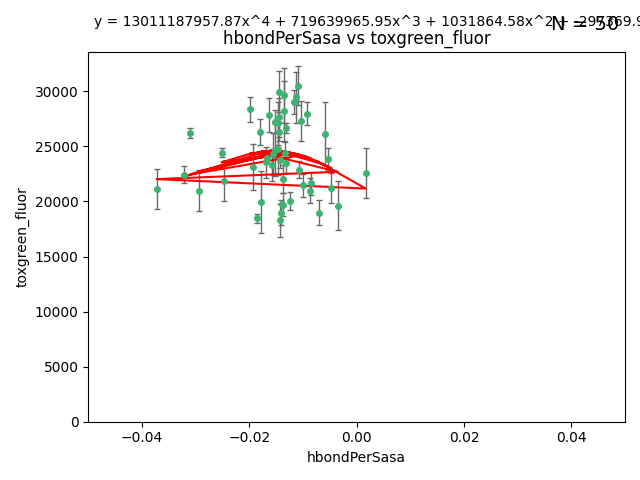 y = 13011187957.87x^4 + 719639965.95x^3 + 1031864.58x^2 +
N = 50
hbondPerSasa vs toxgreen_fluor
30000
25000
20000
15000
10000
5000
0
toxgreen_fluor
−0.04 −0.02 0.00 0.02 0.04
hbondPerSasa